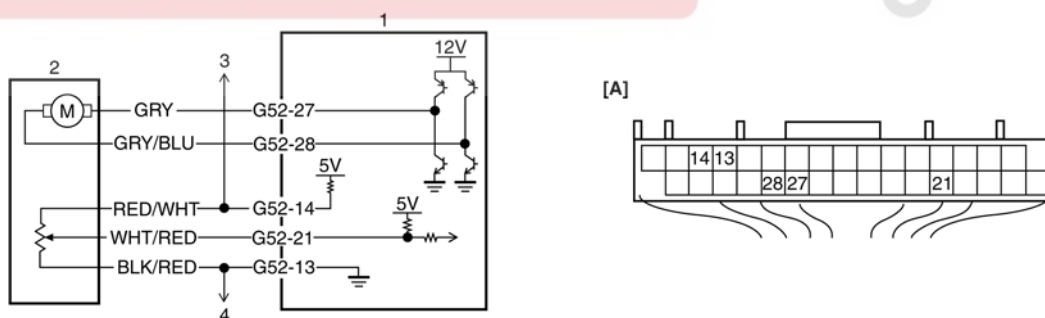 1
2
3
12V
[A]
M
GRY
G52-27
GRY/BLU
G52-28
5V
5V
RED/WHT
G52-14
WHT/RED
G52-21
BLK/RED
G52-13
4
14 13
28 27
21